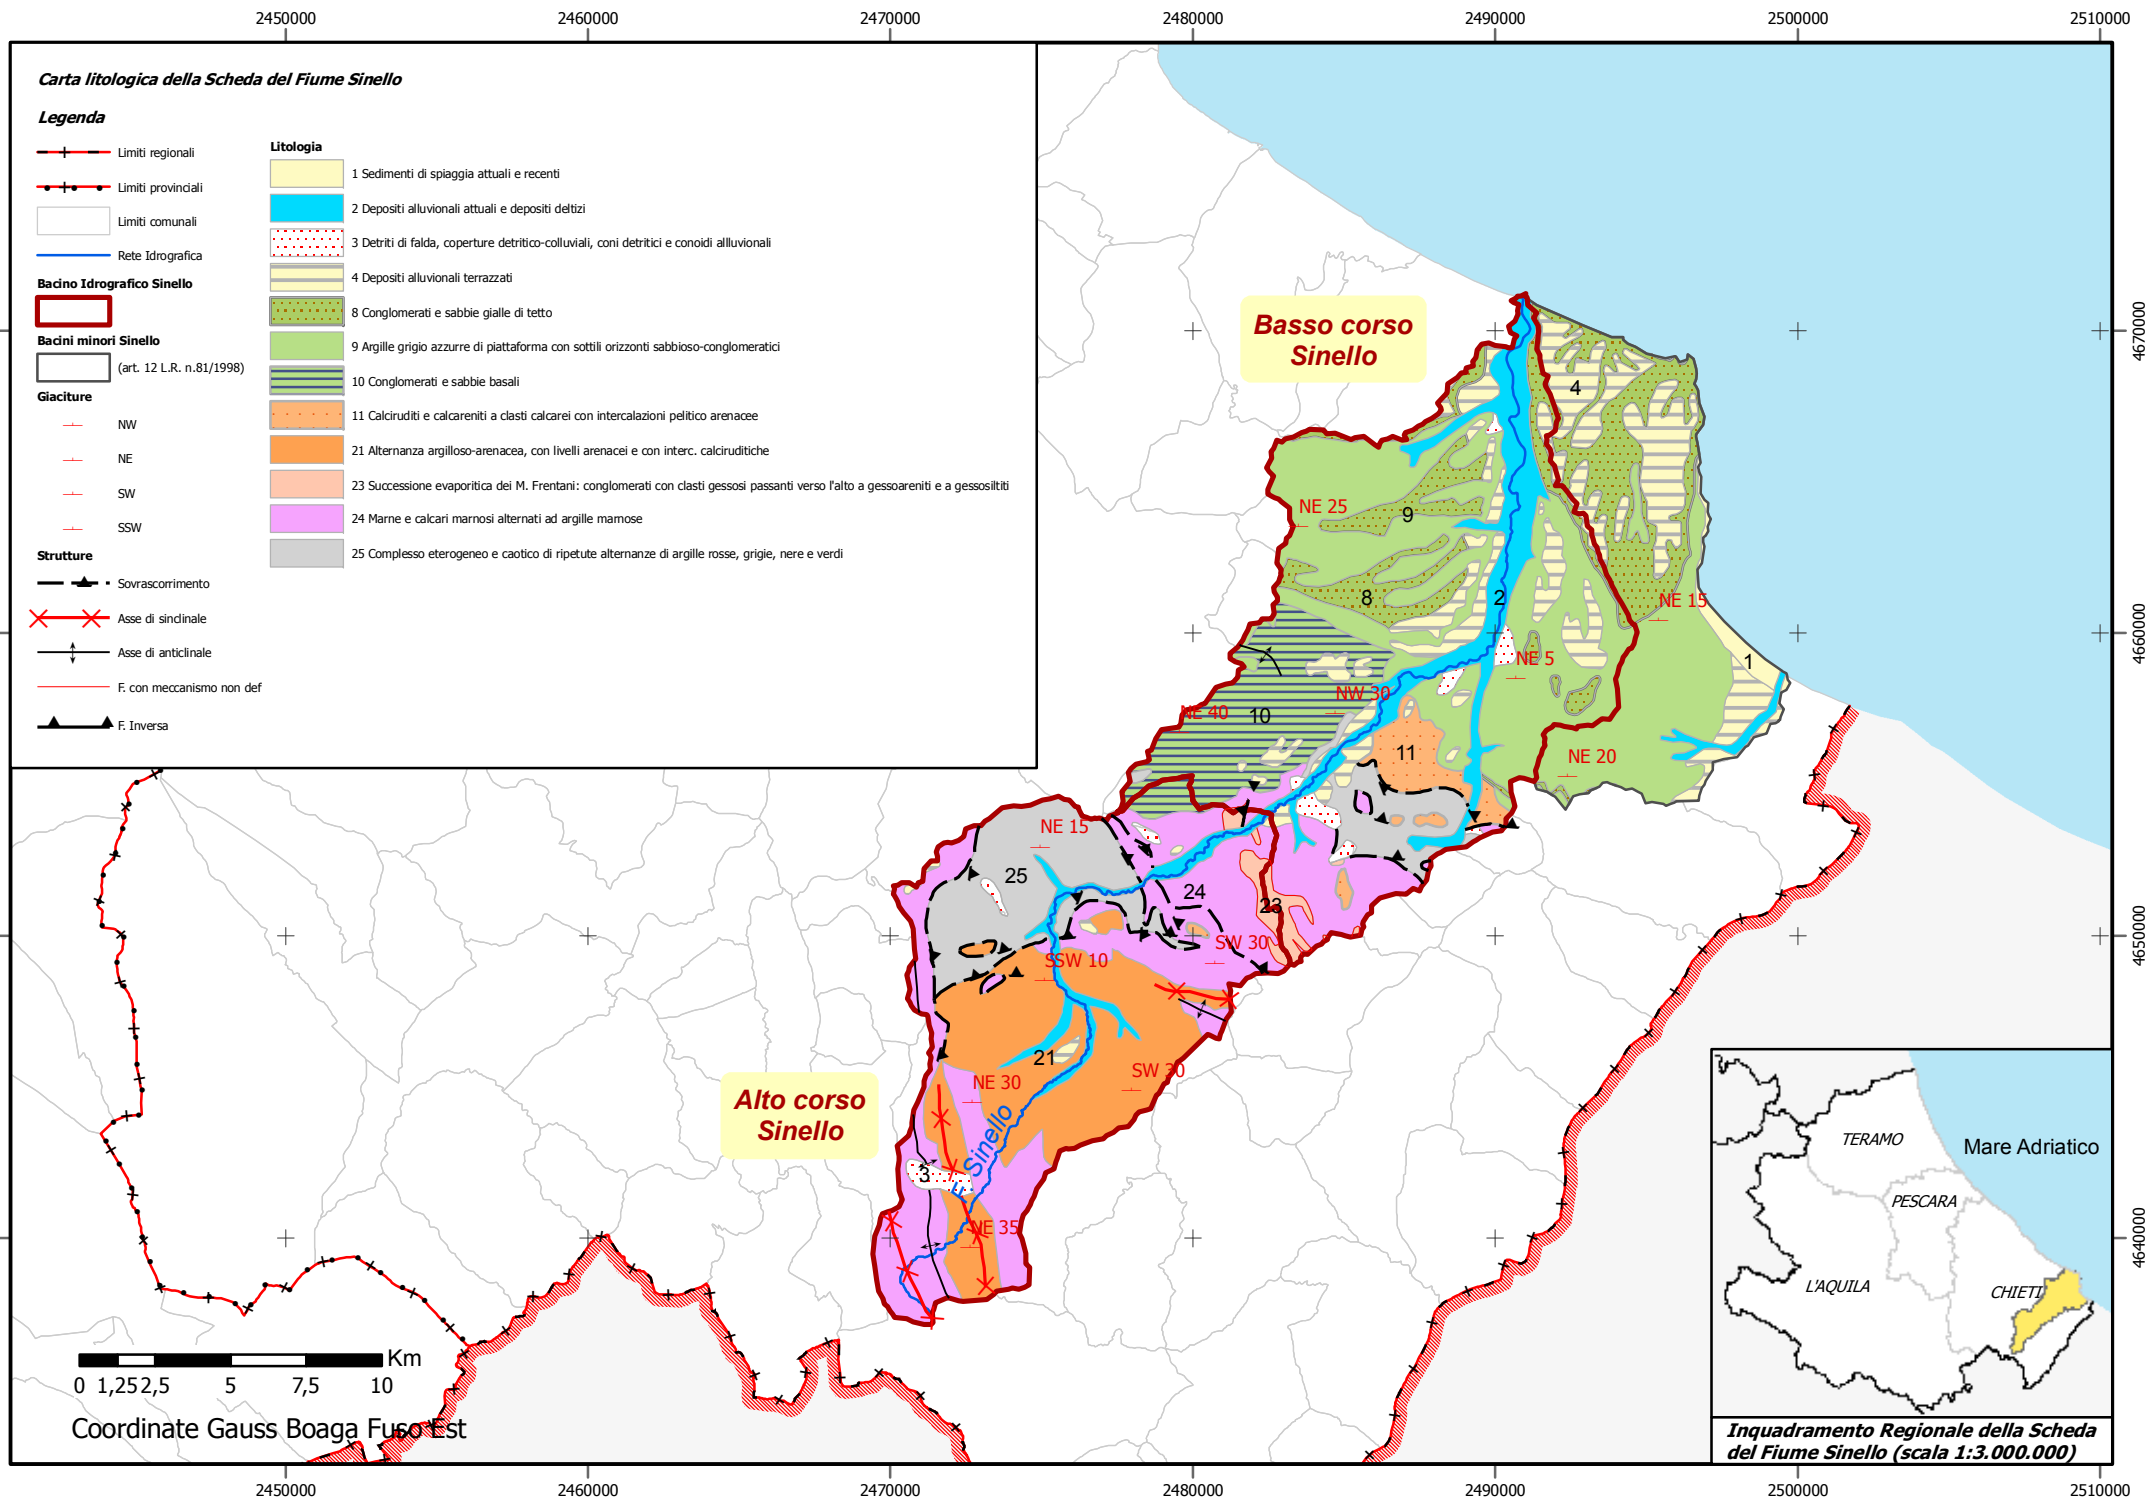 2450000 2460000 2470000 2480000 2490000 2500000 2510000
Carta litologica della Scheda del Fiume Sinello
Legenda
Limiti regionali
Limiti provinciali
Limiti comunali
Rete Idrografica
Bacino Idrografico Sinello
Bacini minori Sinello
(art. 12 L.R. n.81/1998)
Giaciture
NW
NE
SW
SSW
Strutture
Sovrascorrimento
Asse di sinclinale
Asse di anticlinale
F. con meccanismo non def
F. Inversa
Litologia
1 Sedimenti di spiaggia attuali e recenti
2 Depositi alluvionali attuali e depositi deltizi
3 Detriti di falda, coperture detritico-colluviali, coni detritici e conoidi allluvionali
4 Depositi alluvionali terrazzati
8 Conglomerati e sabbie gialle di tetto
9 Argille grigio azzurre di piattaforma con sottili orizzonti sabbioso-conglomeratici
10 Conglomerati e sabbie basali
11 Calciruditi e calcareniti a clasti calcarei con intercalazioni pelitico arenacee
21 Alternanza argilloso-arenacea, con livelli arenacei e con interc. calciruditiche
23 Successione evaporitica dei M. Frentani: conglomerati con clasti gessosi passanti verso l'alto a gessoareniti e a gessosiltiti
24 Marne e calcari marnosi alternati ad argille marnose
25 Complesso eterogeneo e caotico di ripetute alternanze di argille rosse, grigie, nere e verdi
Basso corso
Sinello
4670000
4
NE 25
9
8
2
NE 15
4660000
NE 5
1
NW 30
NE 40
10
11
NE 20
NE 15
25
24
23
SW 30
4650000
SSW 10
21
SW 30
NE 30
Alto corso
Sinello
F. Sinello
3
NE 35
4640000
TERAMO
Mare Adriatico
PESCARA
L'AQUILA
CHIETI
Km
0 1,25 2,5 5 7,5 10
Coordinate Gauss Boaga Fuso Est
Inquadramento Regionale della Scheda
del Fiume Sinello (scala 1:3.000.000)
2450000 2460000 2470000 2480000 2490000 2500000 2510000